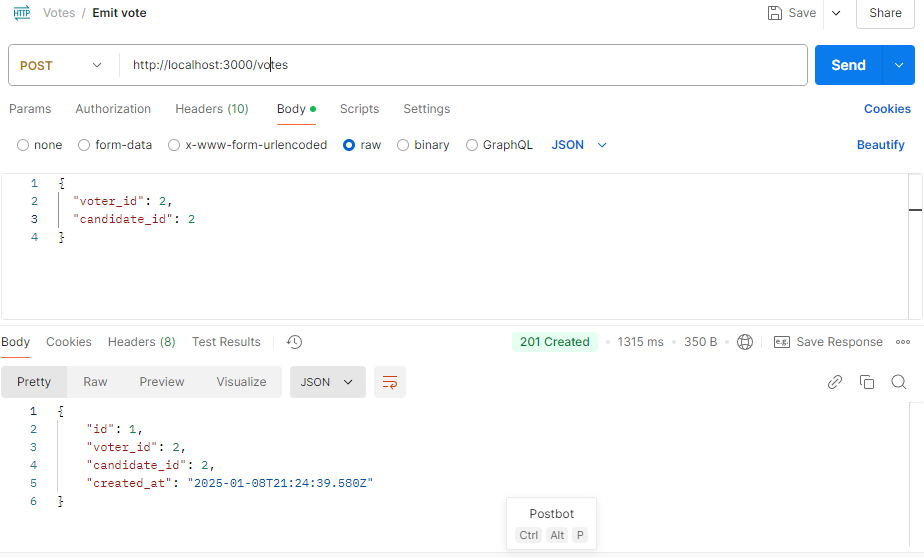 HTTP Votes / Emit vote Save Share
POST http://localhost:3000/votes Send
Params Authorization Headers (10) Body Scripts Settings Cookies
none form-data x-www-form-urlencoded raw binary GraphQL JSON Beautify
1 {
2 "voter_id": 2,
3 "candidate_id": 2
4 }
Body Cookies Headers (8) Test Results 201 Created 1315 ms 350 B e.g. Save Response
Pretty Raw Preview Visualize JSON
1 {
2 "id": 1,
3 "voter_id": 2,
4 "candidate_id": 2,
5 "created_at": "2025-01-08T21:24:39.580Z"
6 }
Postbot
Ctrl Alt P